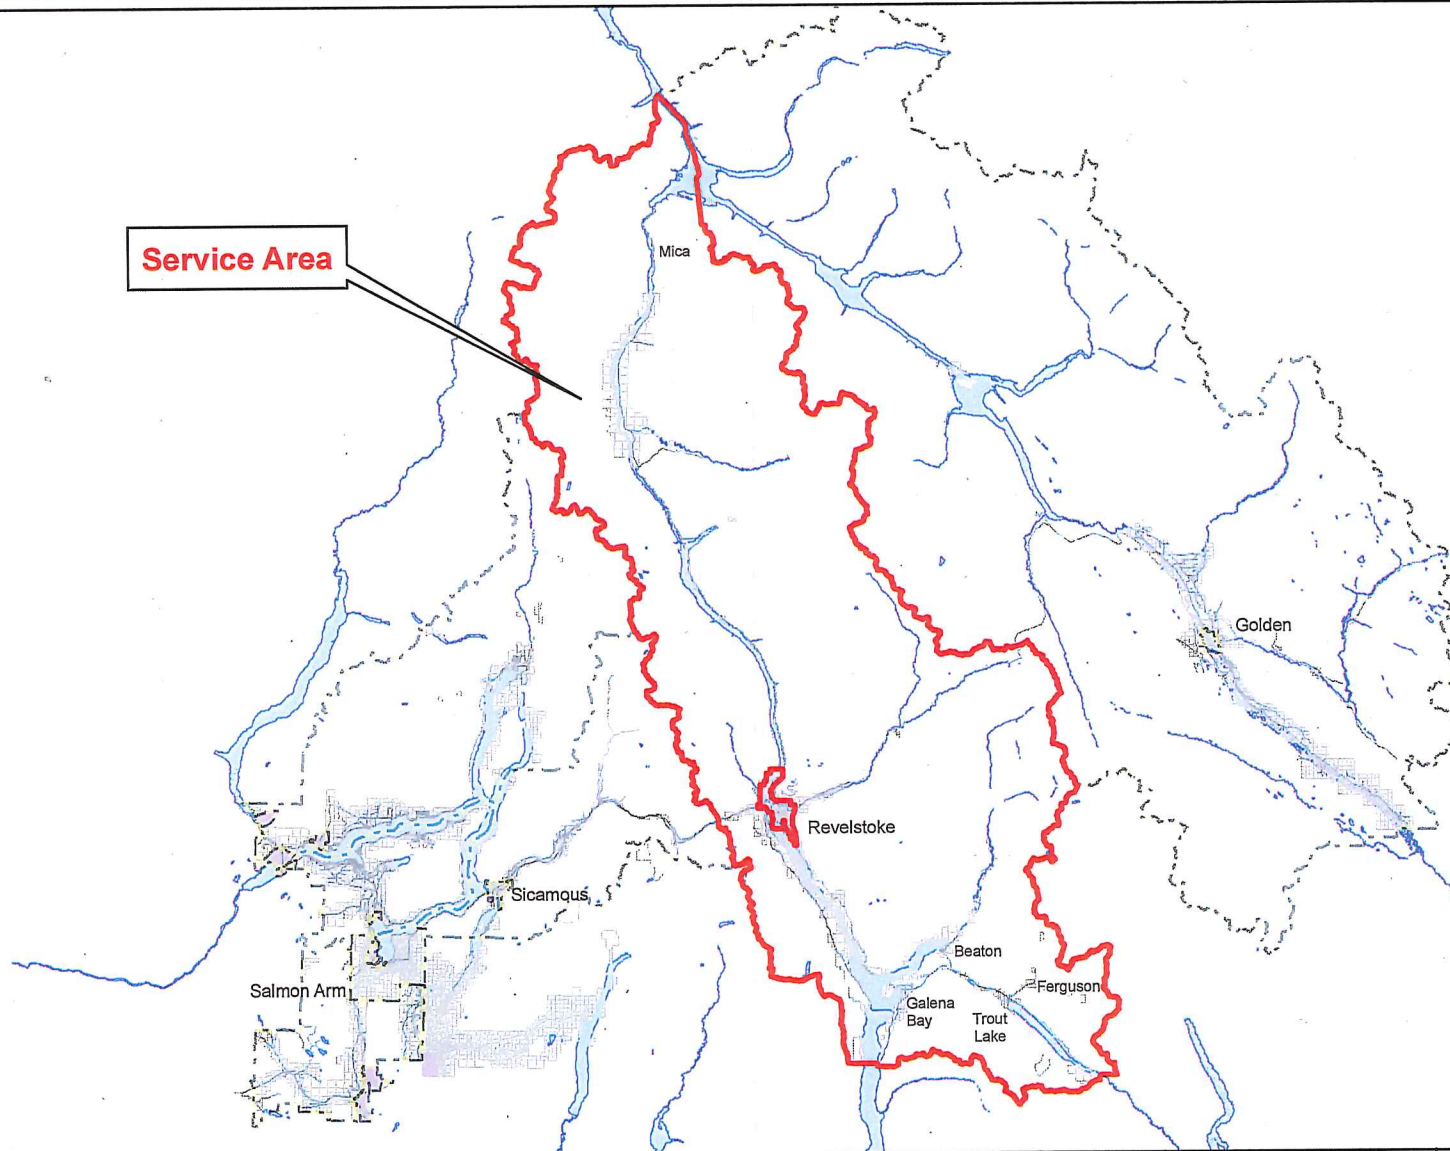 Service Area
Mica
Golden
Revelstoke
Sicamous
Beaton
Salmon Arm
Ferguson
Galena
Bay
Trout
Lake